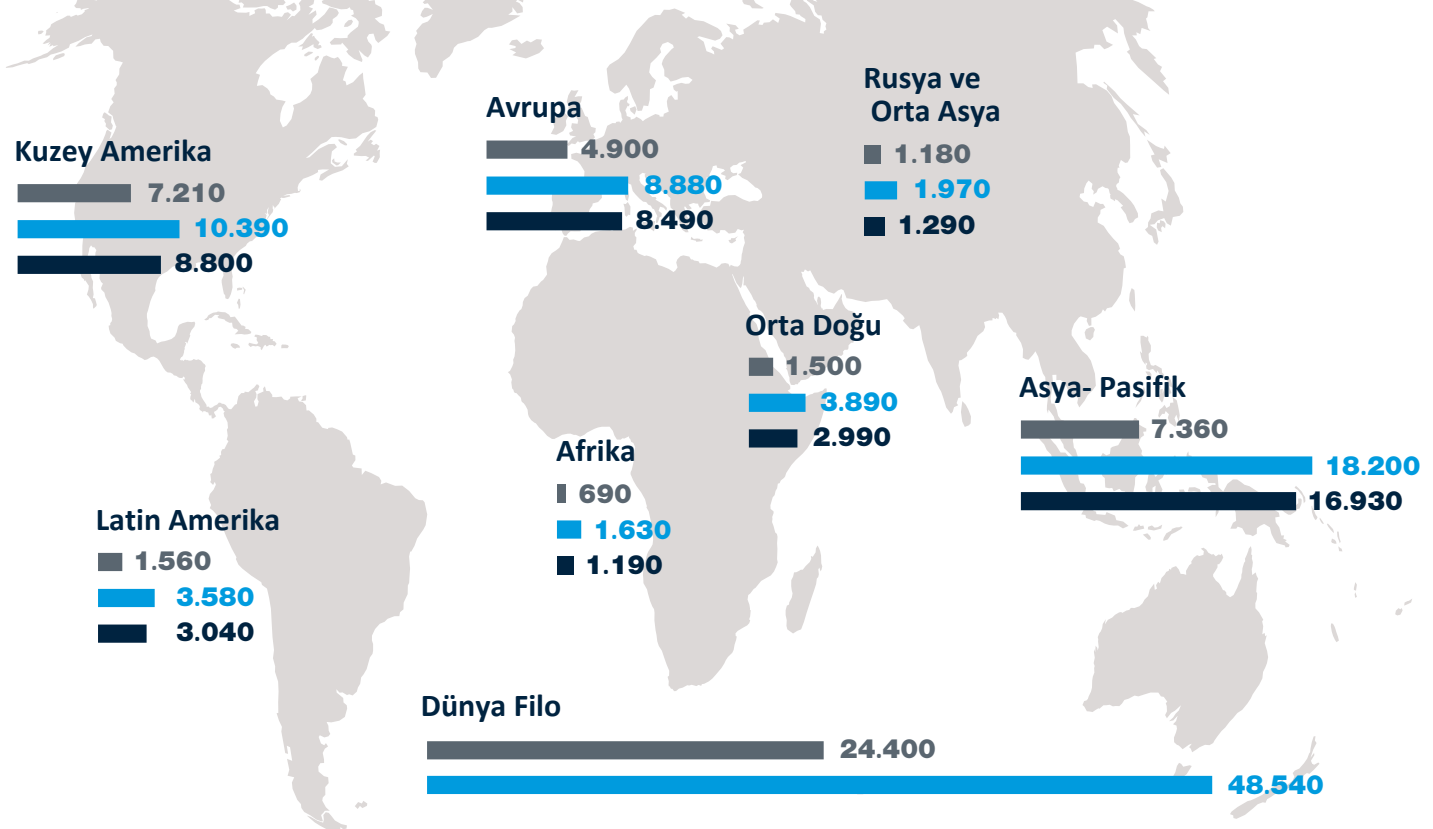 Rusya ve
Orta Asya
1.180
1.970
1.290
Avrupa
4.900
8.880
8.490
Kuzey Amerika
7.210
10.390
8.800
Orta Doğu
1.500
3.890
2.990
Asya- Pasifik
7.360
18.200
16.930
Afrika
690
1.630
1.190
Latin Amerika
1.560
3.580
3.040
Dünya Filo
24.400
48.540